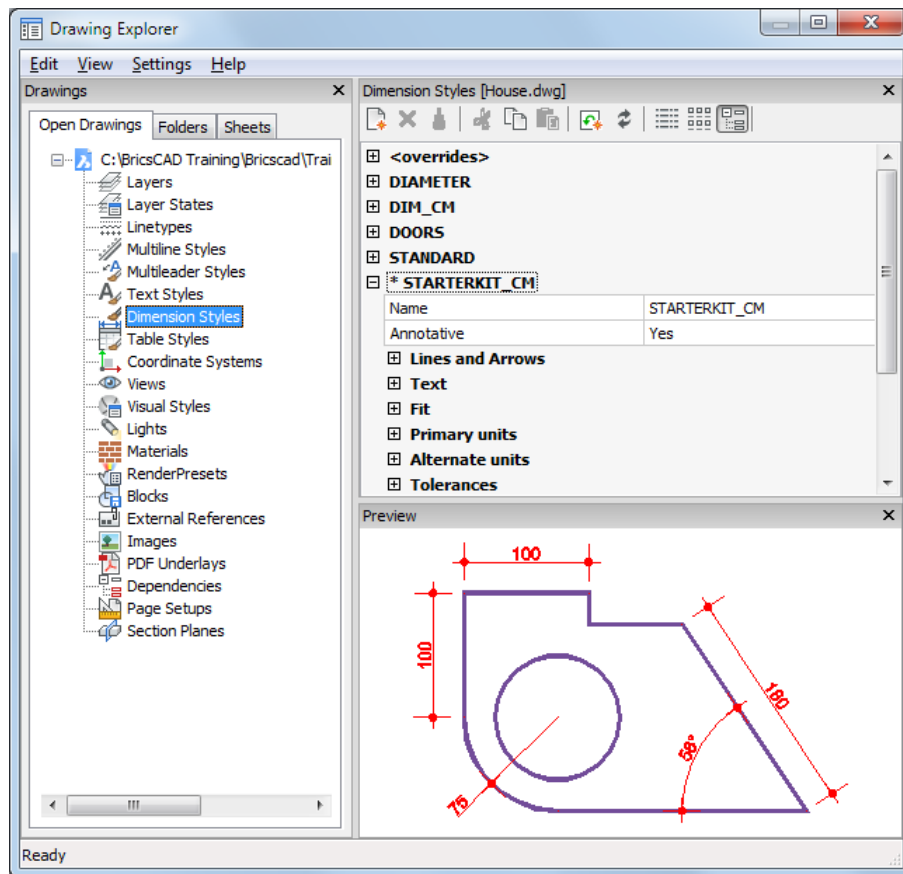 Drawing Explorer
Edit View Settings Help
Drawings
Open Drawings Folders Sheets
C:\BricsCAD Training\Bricscad\Trai
Layers
Layer States
Linetypes
Multiline Styles
Multileader Styles
Text Styles
Dimension Styles
Table Styles
Coordinate Systems
Views
Visual Styles
Lights
Materials
RenderPresets
Blocks
External References
Images
PDF Underlays
Dependencies
Page Setups
Section Planes
Dimension Styles [House.dwg]
<overrides>
DIAMETER
DIM_CM
DOORS
STANDARD
* STARTERKIT_CM
Name STARTERKIT_CM
Annotative Yes
Lines and Arrows
Text
Fit
Primary units
Alternate units
Tolerances
Preview
100
100
180
58°
75
Ready